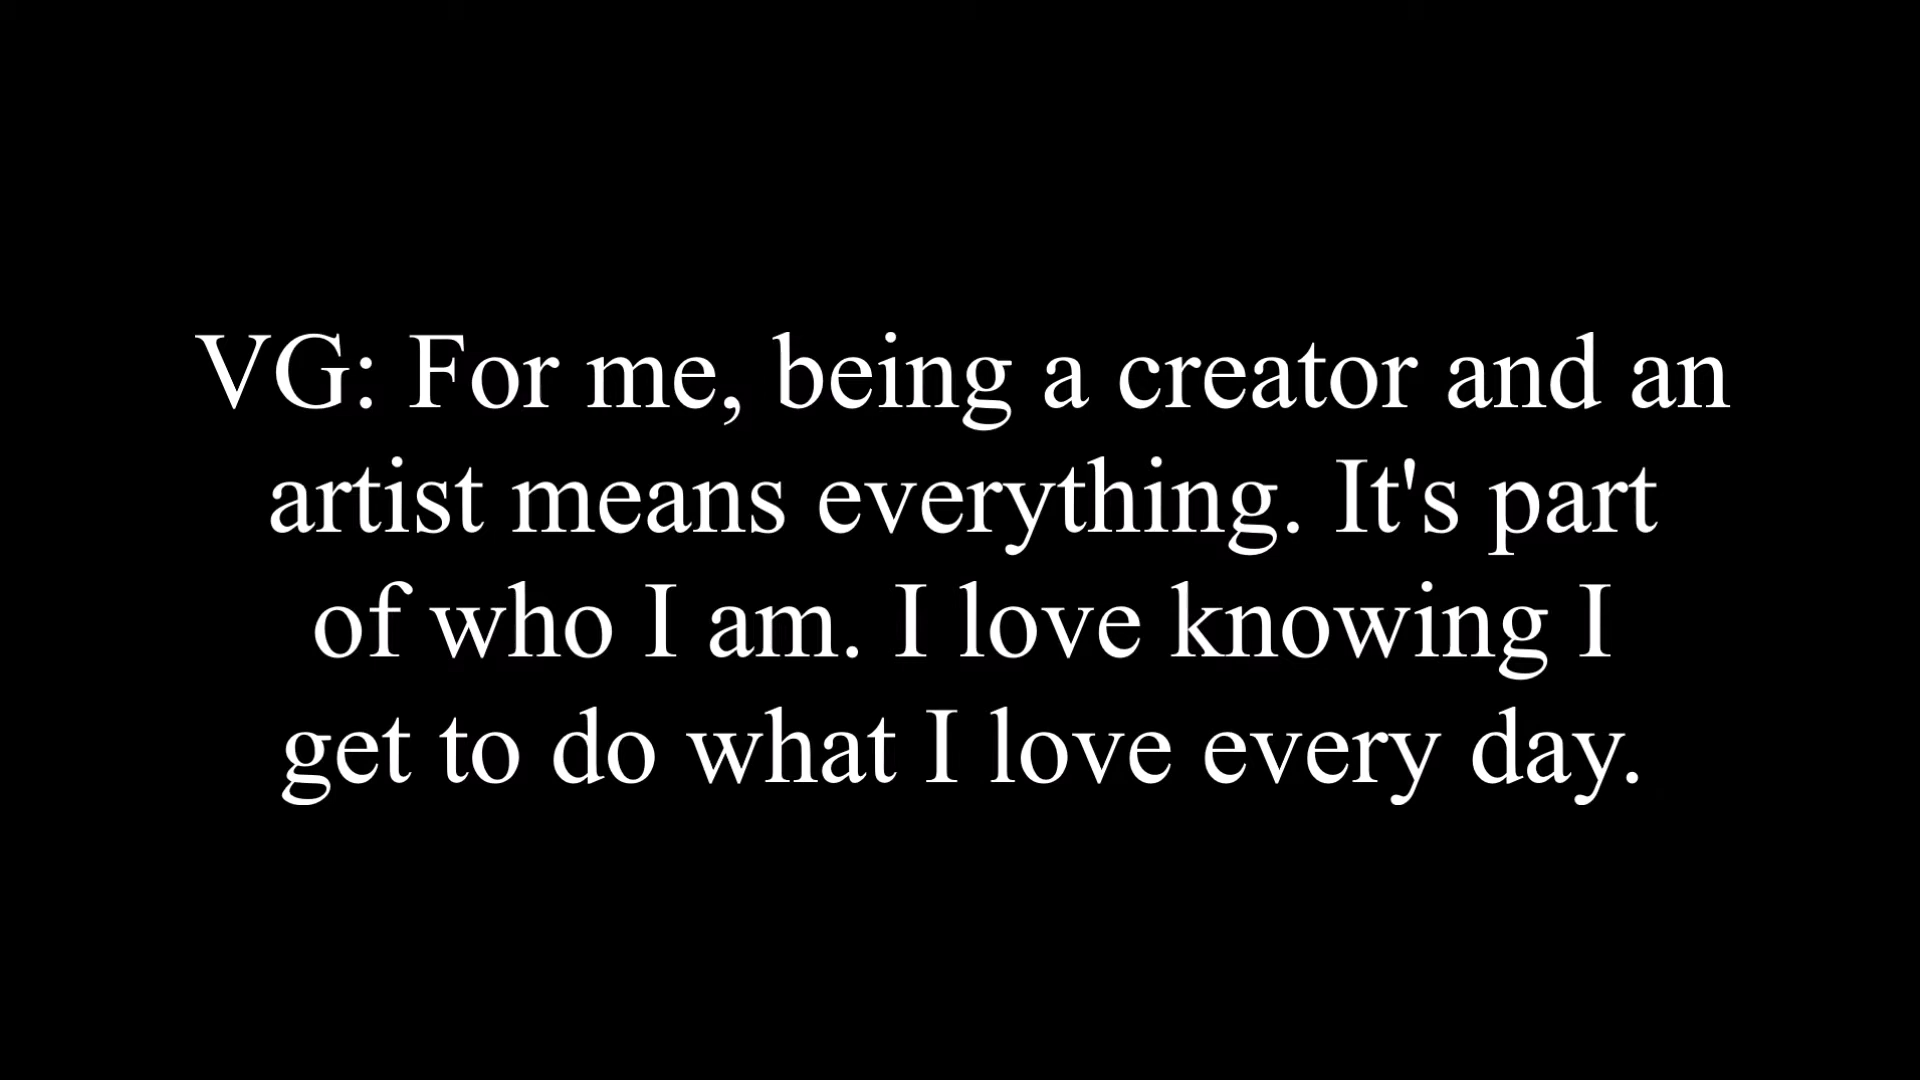 VG: For me, being a creator and an
artist means everything. It's part
of who I am. I love knowing I
get to do what I love every day.